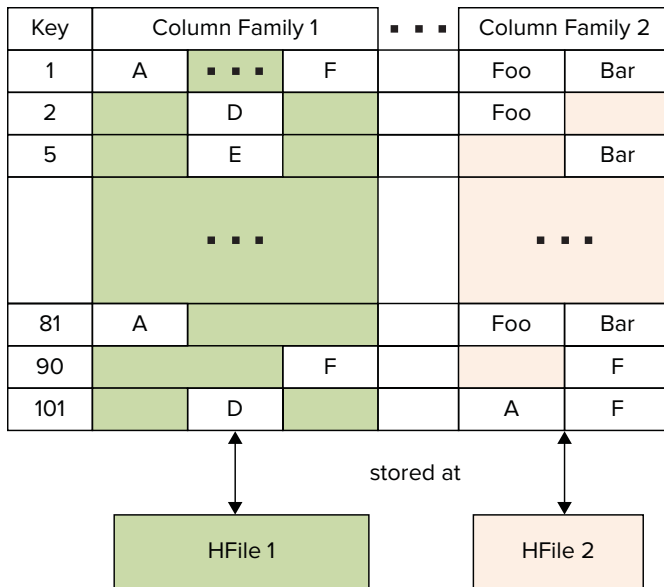 Key Column Family 1 ▪ ▪ ▪ Column Family 2
1 A ▪ ▪ ▪ F Foo Bar
2 D Foo
5 E Bar
▪ ▪ ▪ ▪ ▪ ▪
81 A Foo Bar
90 F F
101 D A F
stored at
HFile 1 HFile 2